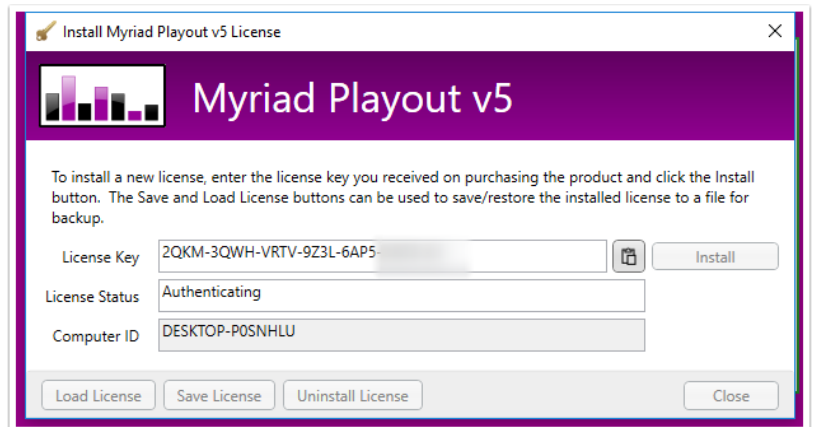 Install Myriad Playout v5 License
Myriad Playout v5
To install a new license, enter the license key you received on purchasing the product and click the Install
button. The Save and Load License buttons can be used to save/restore the installed license to a file for
backup.
License Key 2QKM-3QWH-VRTV-9Z3L-6AP5- Install
License Status Authenticating
Computer ID DESKTOP-P0SNHLU
Load License Save License Uninstall License Close